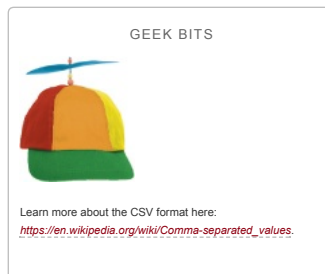 GEEK BITS
Learn more about the CSV format here:
https://en.wikipedia.org/wiki/Comma-separated_values.